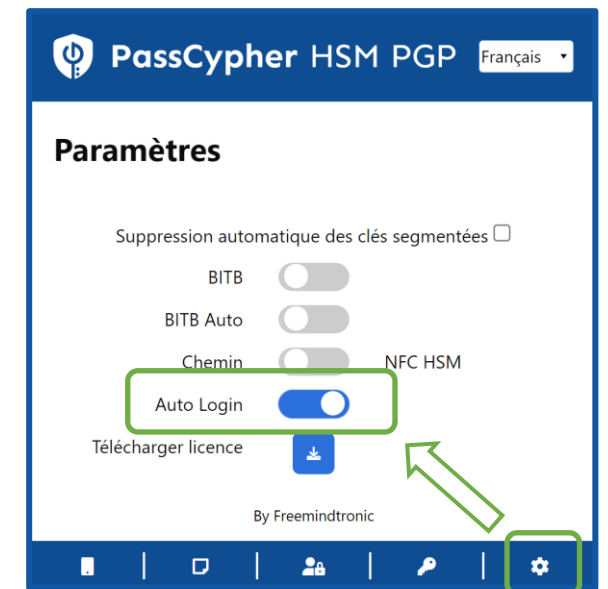 PassCypher HSM PGP Français
Paramètres
Suppression automatique des clés segmentées
BITB
BITB Auto
Chemin NFC HSM
Auto Login
Télécharger licence
By Freemindtronic